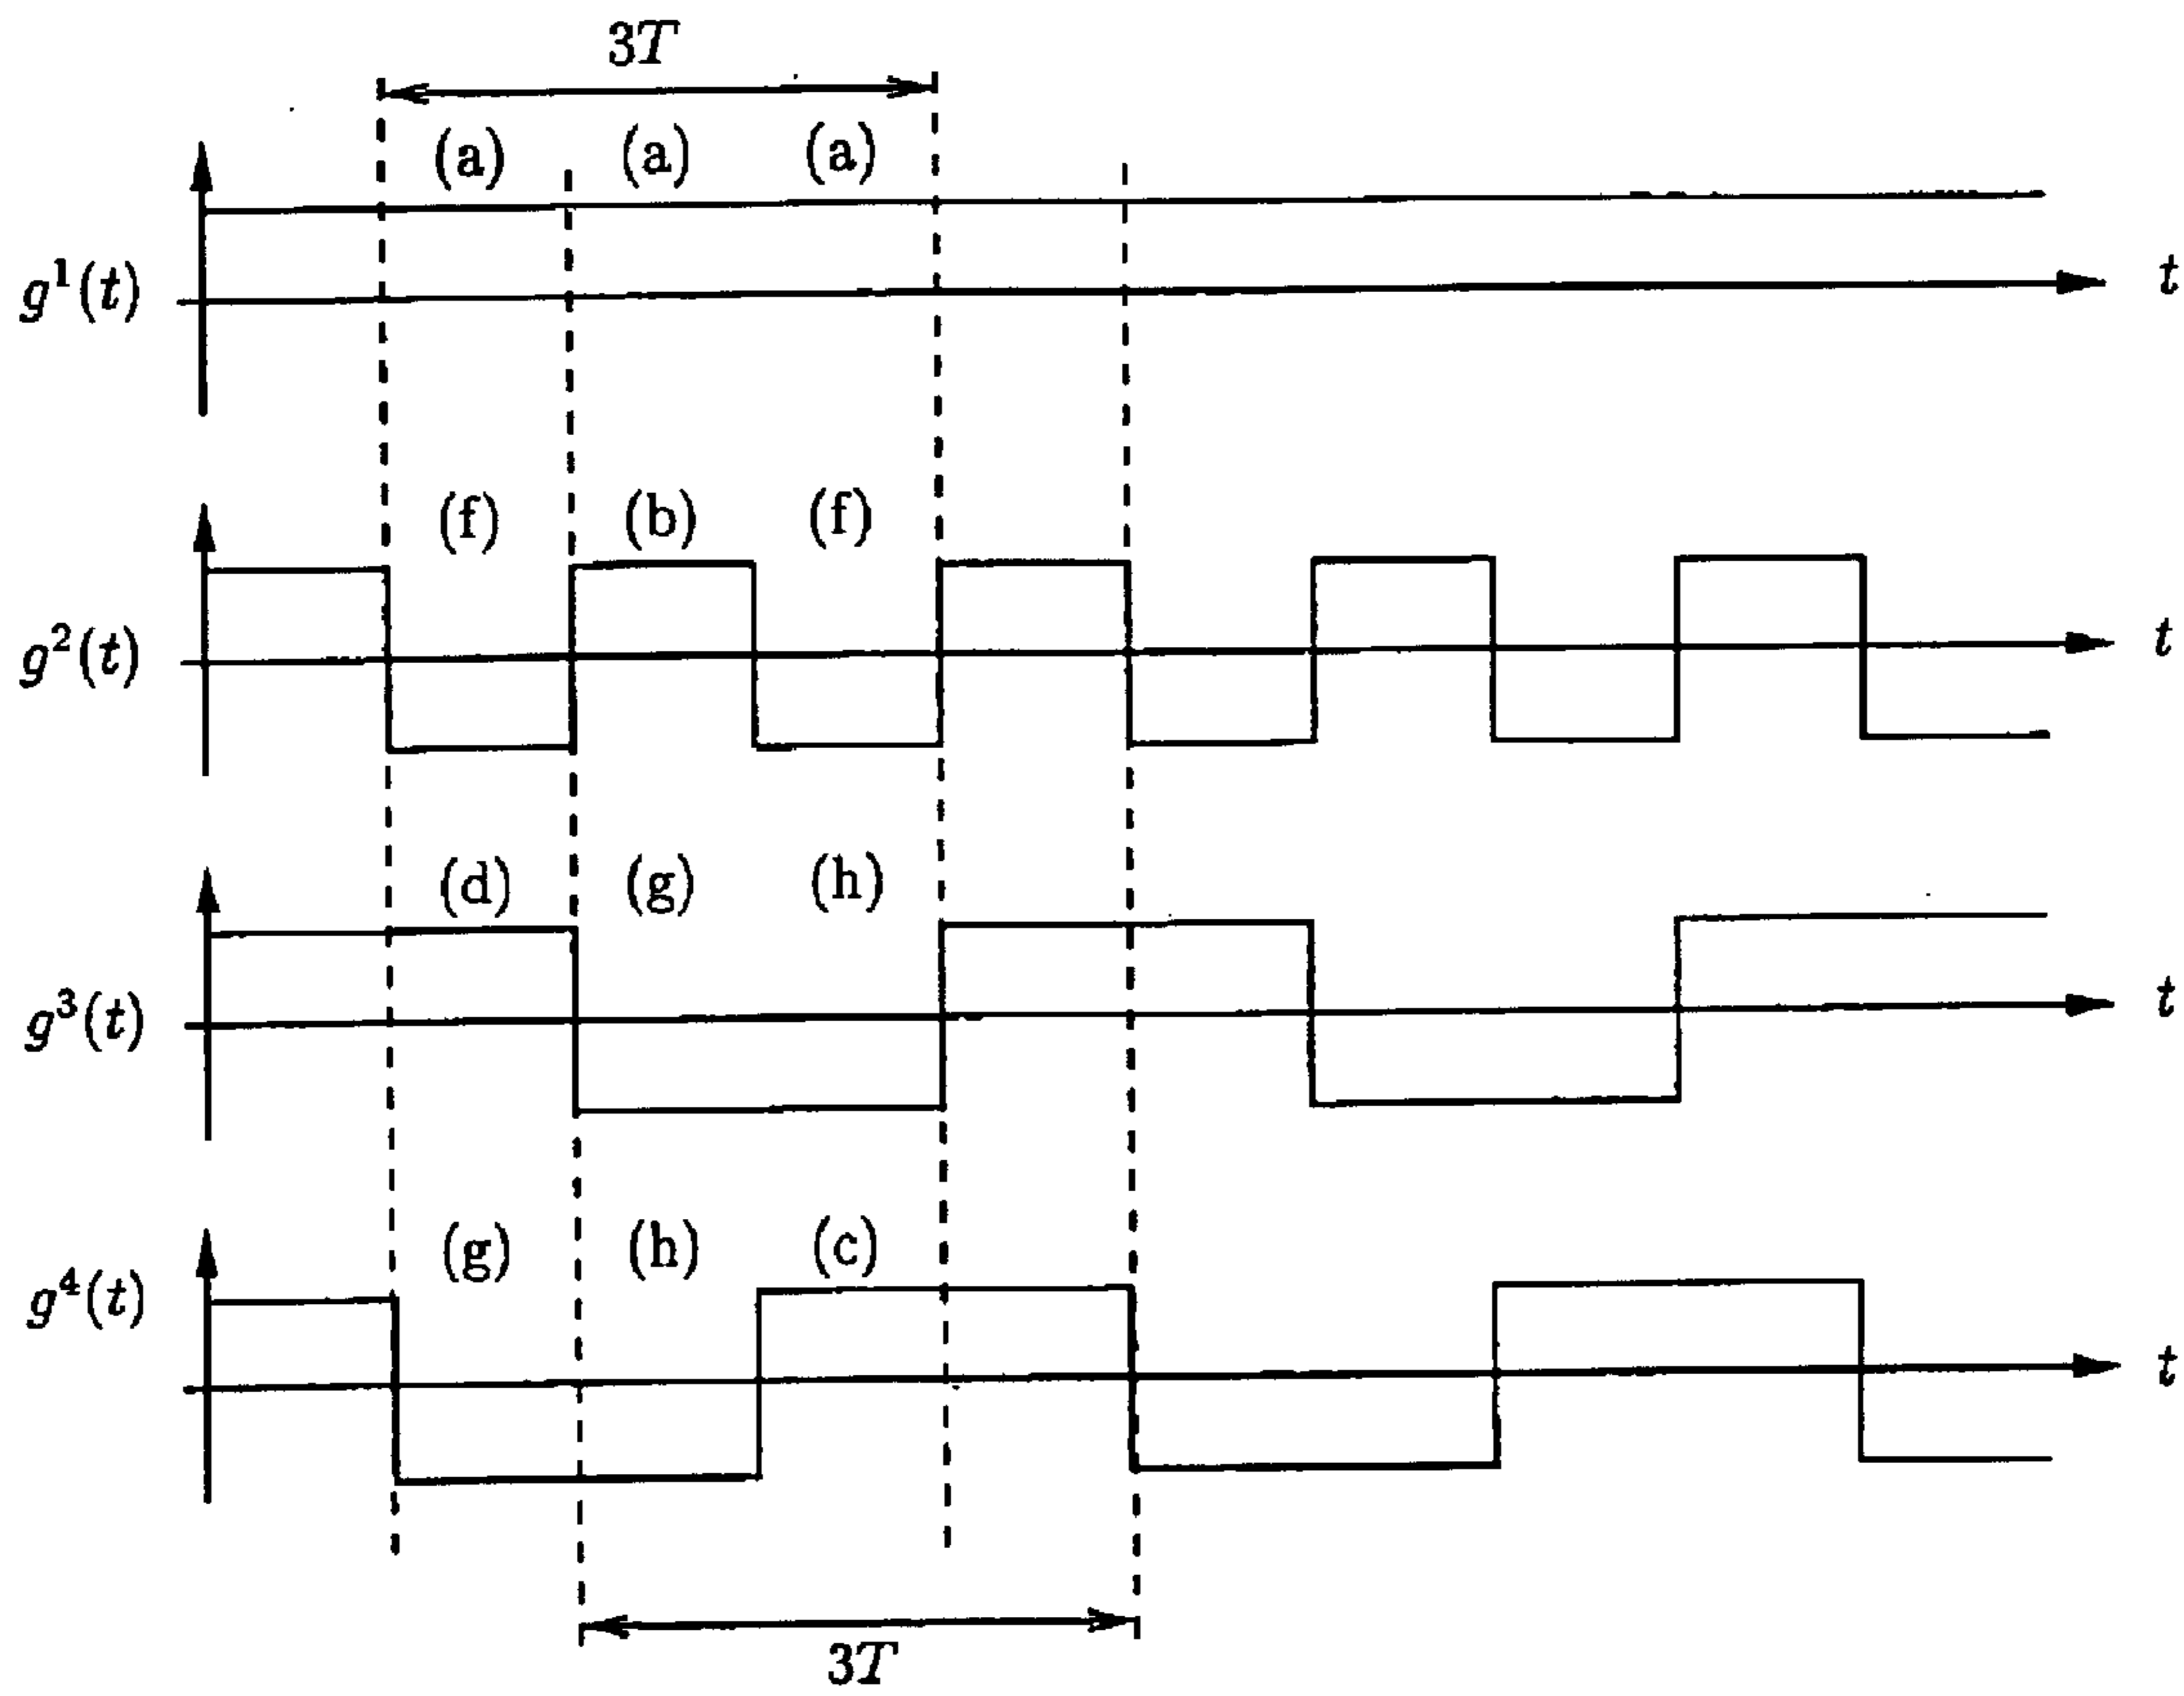 3T
(a) (a) (a)
g¹(t) t
(f) (b) (f)
g²(t) t
(d) (g) (h)
g³(t) t
(g) (h) (c)
g⁴(t) t
3T